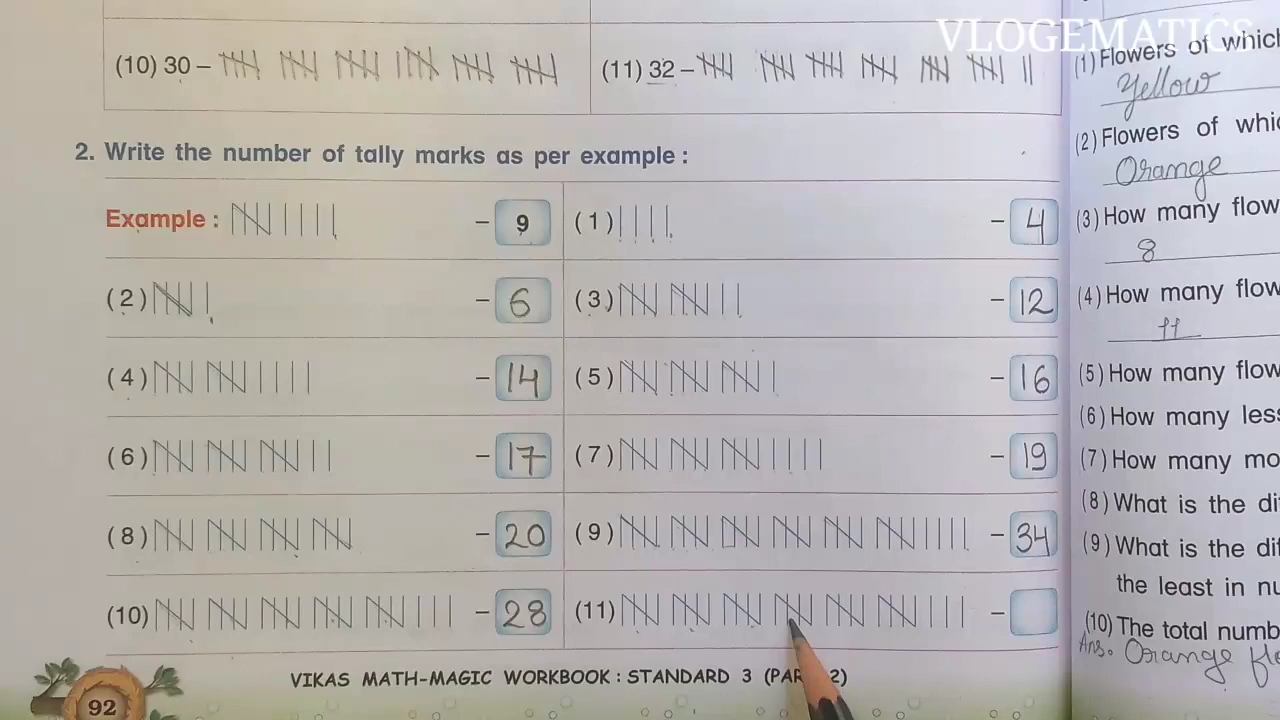 VLOGEMATICS
(10) 30 –
(11) 32 –
2. Write the number of tally marks as per example :
Example : – 9
(1) – 4
(2) – 6
(3) – 12
(4) – 14
(5) – 16
(6) – 17
(7) – 19
(8) – 20
(9) – 34
(10) – 28
(11) –
VIKAS MATH-MAGIC WORKBOOK : STANDARD 3 (PAR 2)
92
(1) Flowers of which
Yellow
(2) Flowers of whi
Orange
(3) How many flow
8
(4) How many flow
11
(5) How many flow
(6) How many les
(7) How many mo
(8) What is the di
(9) What is the dif
the least in nu
(10) The total numb
Ans. Orange flo